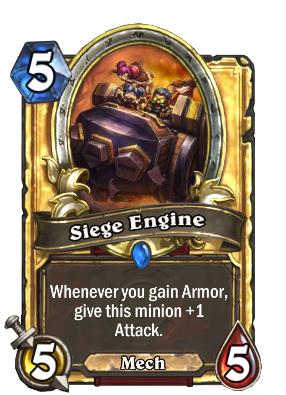 5
Siege Engine
Whenever you gain Armor,
give this minion +1
Attack.
5
Mech
5